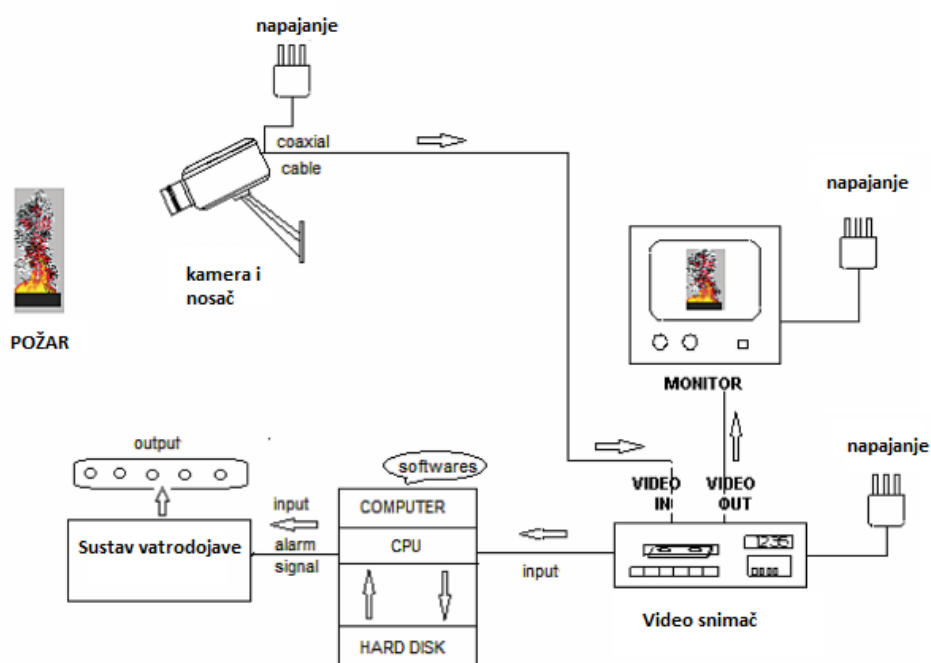 napajanje
coaxial
cable
napajanje
kamera i
nosač
POŽAR
MONITOR
output
napajanje
softwares
VIDEO
IN
VIDEO
OUT
input
COMPUTER
12:35
Sustav vatrodojave
alarm
CPU
signal
input
Video snimač
HARD DISK